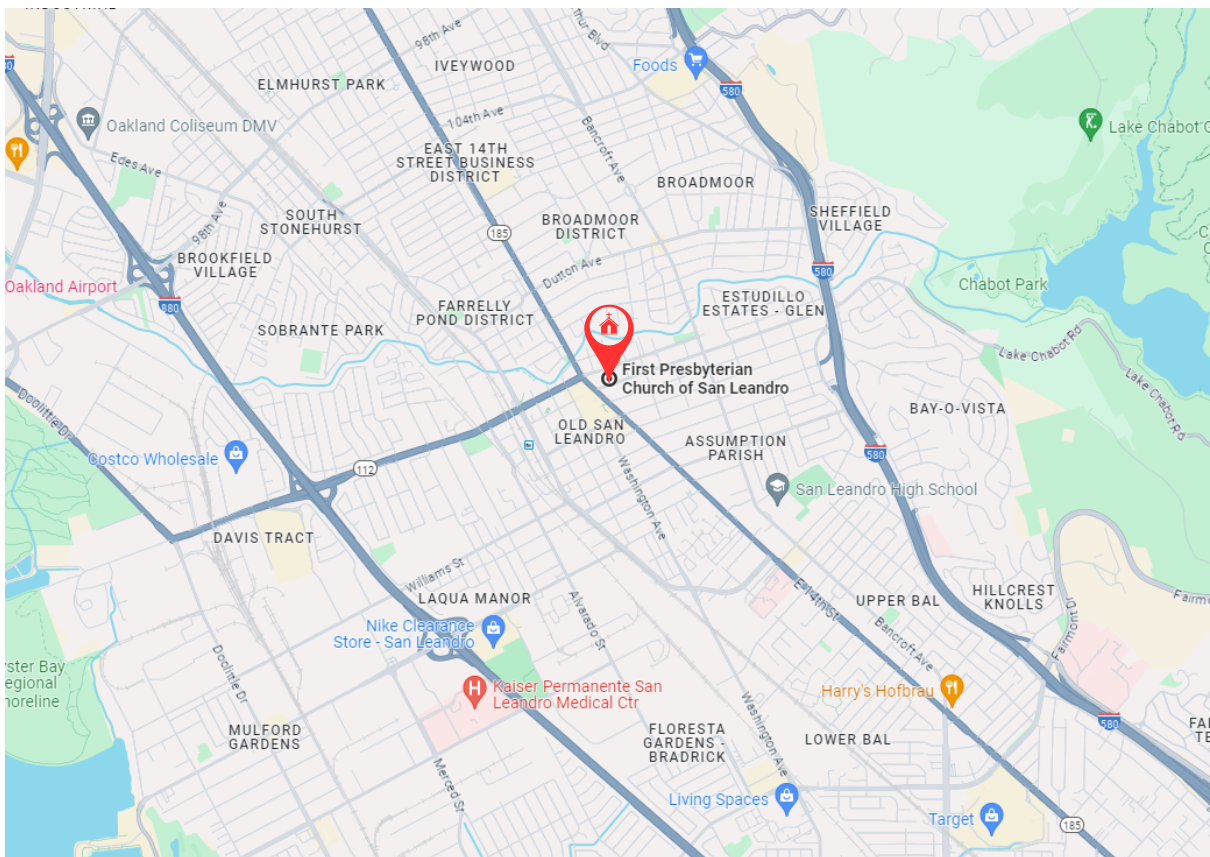 98th Ave
IVEYWOOD
Foods
ELMHURST PARK
580
104th Ave
Oakland Coliseum DMV
Lake Chabot G
Bancroft Ave
EAST 14TH
STREET BUSINESS
DISTRICT
Edes Ave
BROADMOOR
98th Ave
SOUTH
STONEHURST
185
BROADMOOR
DISTRICT
SHEFFIELD
VILLAGE
BROOKFIELD
VILLAGE
Dutton Ave
580
Oakland Airport
Chabot Park
880
FARRELLY
POND DISTRICT
ESTUDILLO
ESTATES - GLEN
SOBRANTE PARK
Lake Chabot Rd
First Presbyterian
Church of San Leandro
Lake Chabot Rd
Doolittle Dr
BAY-O-VISTA
OLD SAN
LEANDRO
ASSUMPTION
PARISH
Costco Wholesale
112
580
Washington Ave
San Leandro High School
DAVIS TRACT
Williams St
LAQUA MANOR
E 14th St
UPPER BAL
HILLCREST
KNOLLS
Nike Clearance
Store - San Leandro
Alvarado St
Bancroft Ave
Fairmont Dr
Doolittle Dr
Kaiser Permanente San
Leandro Medical Ctr
H
Harry's Hofbrau
MULFORD
GARDENS
FLORESTA
GARDENS -
BRADRICK
Washington Ave
LOWER BAL
580
Merced St
Living Spaces
Target
185